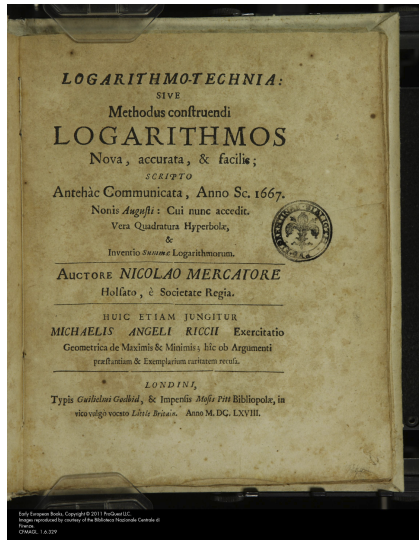 LOGARITHMO-TECHNIA:
SIVE
Methodus construendi
LOGARITHMOS
Nova, accurata, & facilis;
SCRIPTO
Antehàc Communicata, Anno Sc. 1667.
Nonis Augusti: Cui nunc accedit.
Vera Quadratura Hyperbolæ,
&
Inventio Summæ Logarithmorum.
AUCTORE NICOLAO MERCATORE
Holsato, è Societate Regia.
HUIC ETIAM JUNGITUR
MICHAELIS ANGELI RICCII Exercitatio
Geometrica de Maximis & Minimis; hîc ob Argumenti
præstantiam & Exemplarium raritatem recusa.
LONDINI,
Typis Guilielmi Godbid, & Impensis Mosis Pitt Bibliopolæ, in
vico vulgò vocato Little Britain. Anno M. DC. LXVIII.
Early European Books, Copyright © 2011 ProQuest LLC.
Images reproduced by courtesy of the Biblioteca Nazionale Centrale di
Firenze.
CFMAGL. 1.6.329